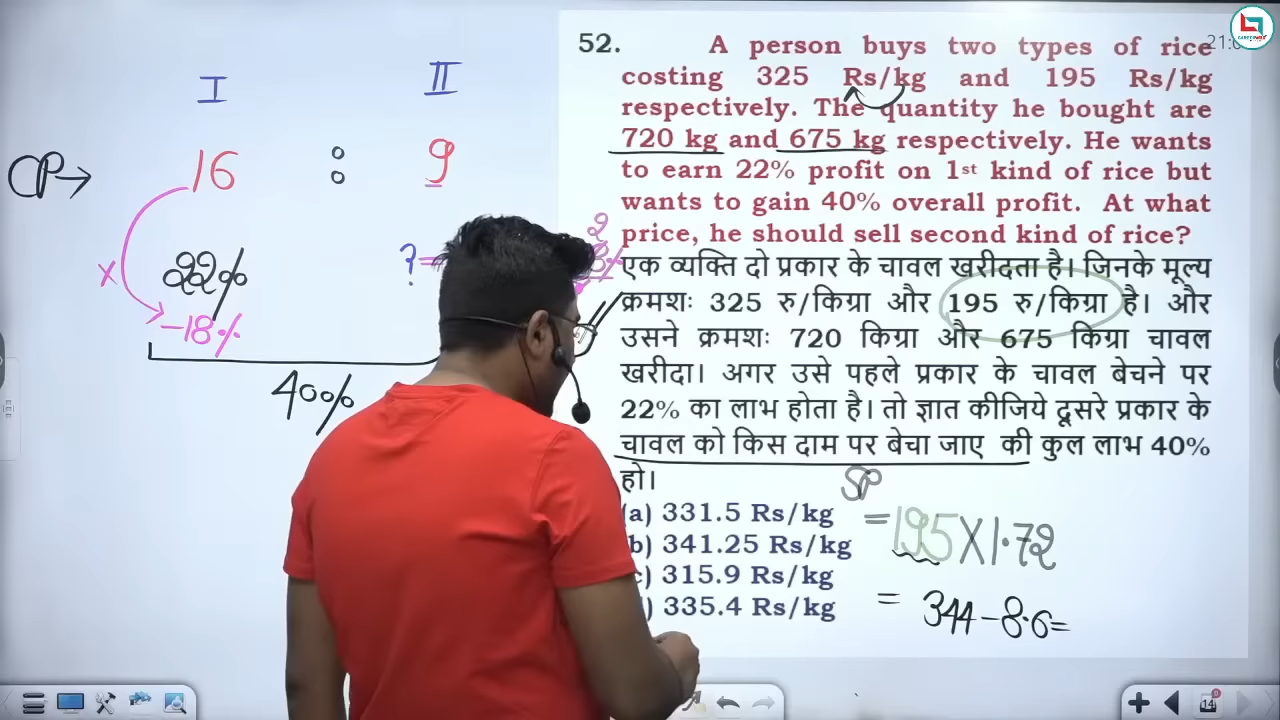 I II
CP→ 16 : 9
22% ?=
× -18%
40%
52. A person buys two types of rice
costing 325 Rs/kg and 195 Rs/kg
respectively. The quantity he bought are
720 kg and 675 kg respectively. He wants
to earn 22% profit on 1st kind of rice but
wants to gain 40% overall profit. At what
price, he should sell second kind of rice?
एक व्यक्ति दो प्रकार के चावल खरीदता है। जिनके मूल्य
क्रमशः 325 रु/किग्रा और 195 रु/किग्रा है। और
उसने क्रमशः 720 किग्रा और 675 किग्रा चावल
खरीदा। अगर उसे पहले प्रकार के चावल बेचने पर
22% का लाभ होता है। तो ज्ञात कीजिये दूसरे प्रकार के
चावल को किस दाम पर बेचा जाए की कुल लाभ 40%
हो।
(a) 331.5 Rs/kg
b) 341.25 Rs/kg
c) 315.9 Rs/kg
) 335.4 Rs/kg
SP
=195×1.72
= 344-8.6=
14